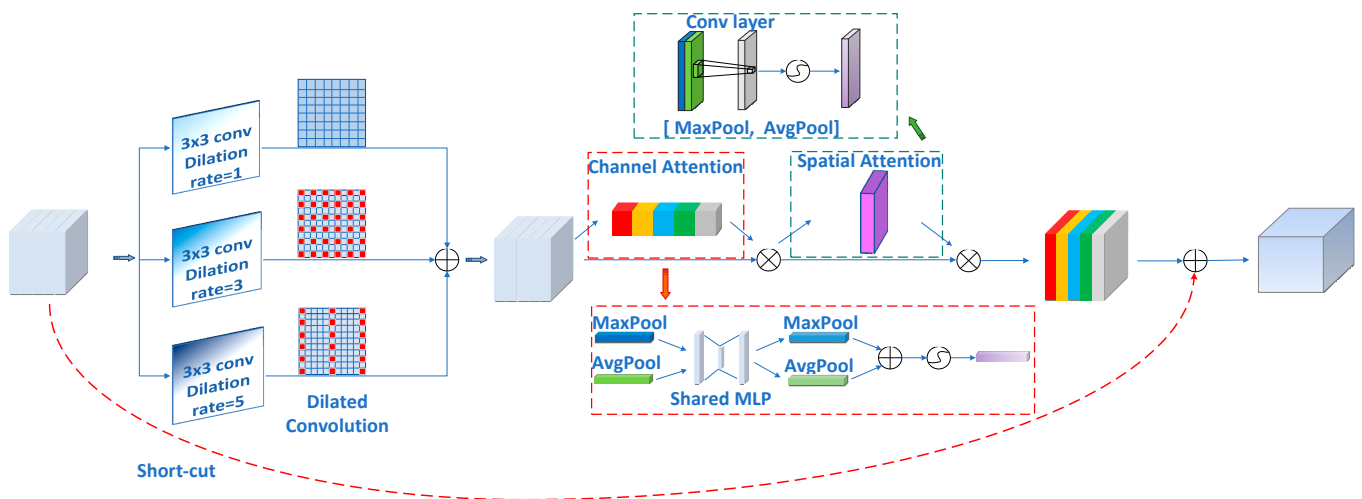 Conv layer
[ MaxPool, AvgPool]
3x3 conv
Dilation
rate=1
3x3 conv
Dilation
rate=3
3x3 conv
Dilation
rate=5
Dilated
Convolution
Channel Attention
Spatial Attention
MaxPool
MaxPool
AvgPool
AvgPool
Shared MLP
Short-cut